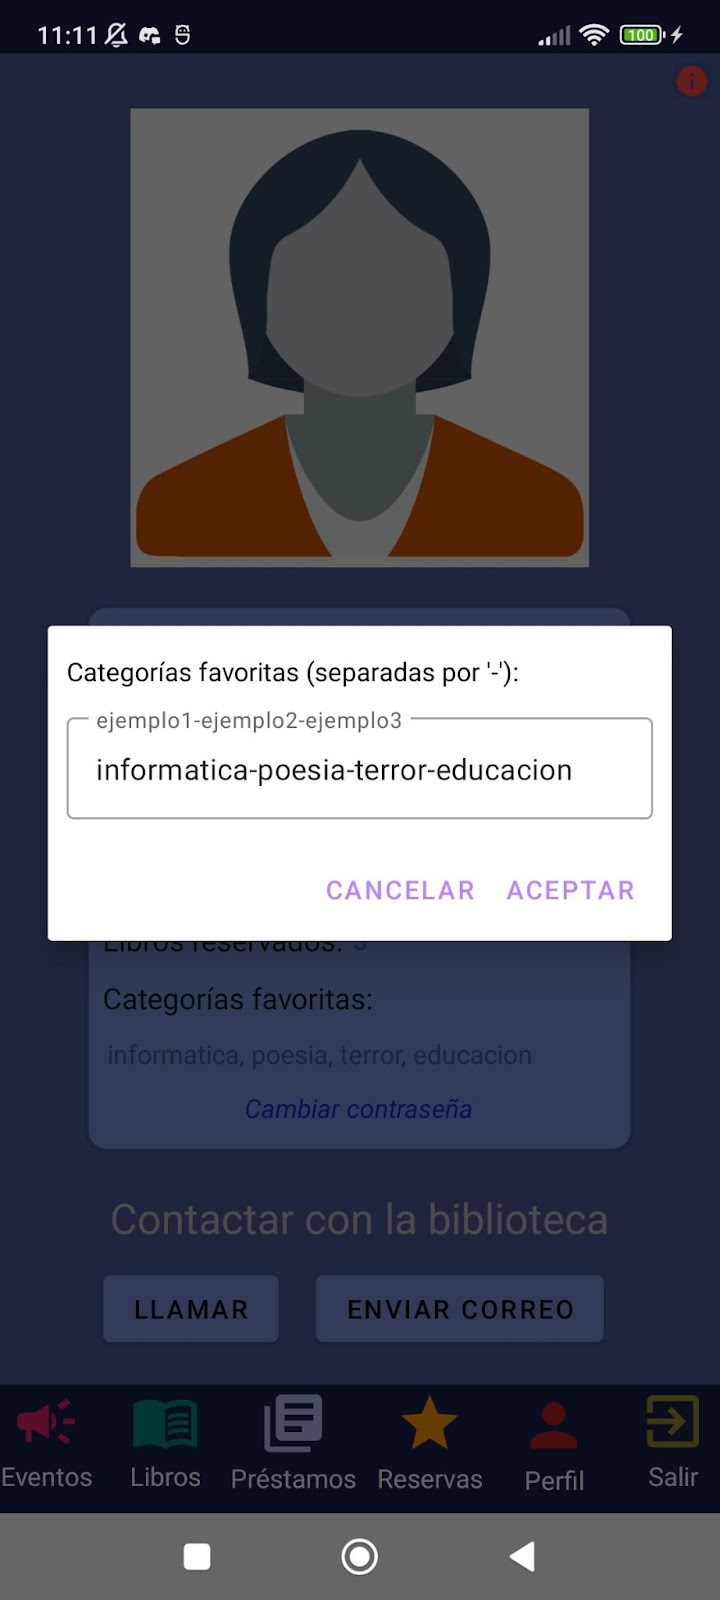 11:11
100
Categorías favoritas (separadas por '-'):
ejemplo1-ejemplo2-ejemplo3
informatica-poesia-terror-educacion
CANCELAR ACEPTAR
Libros reservados: 3
Categorías favoritas:
informatica, poesia, terror, educacion
Cambiar contraseña
Contactar con la biblioteca
LLAMAR ENVIAR CORREO
Eventos Libros Préstamos Reservas Perfil Salir